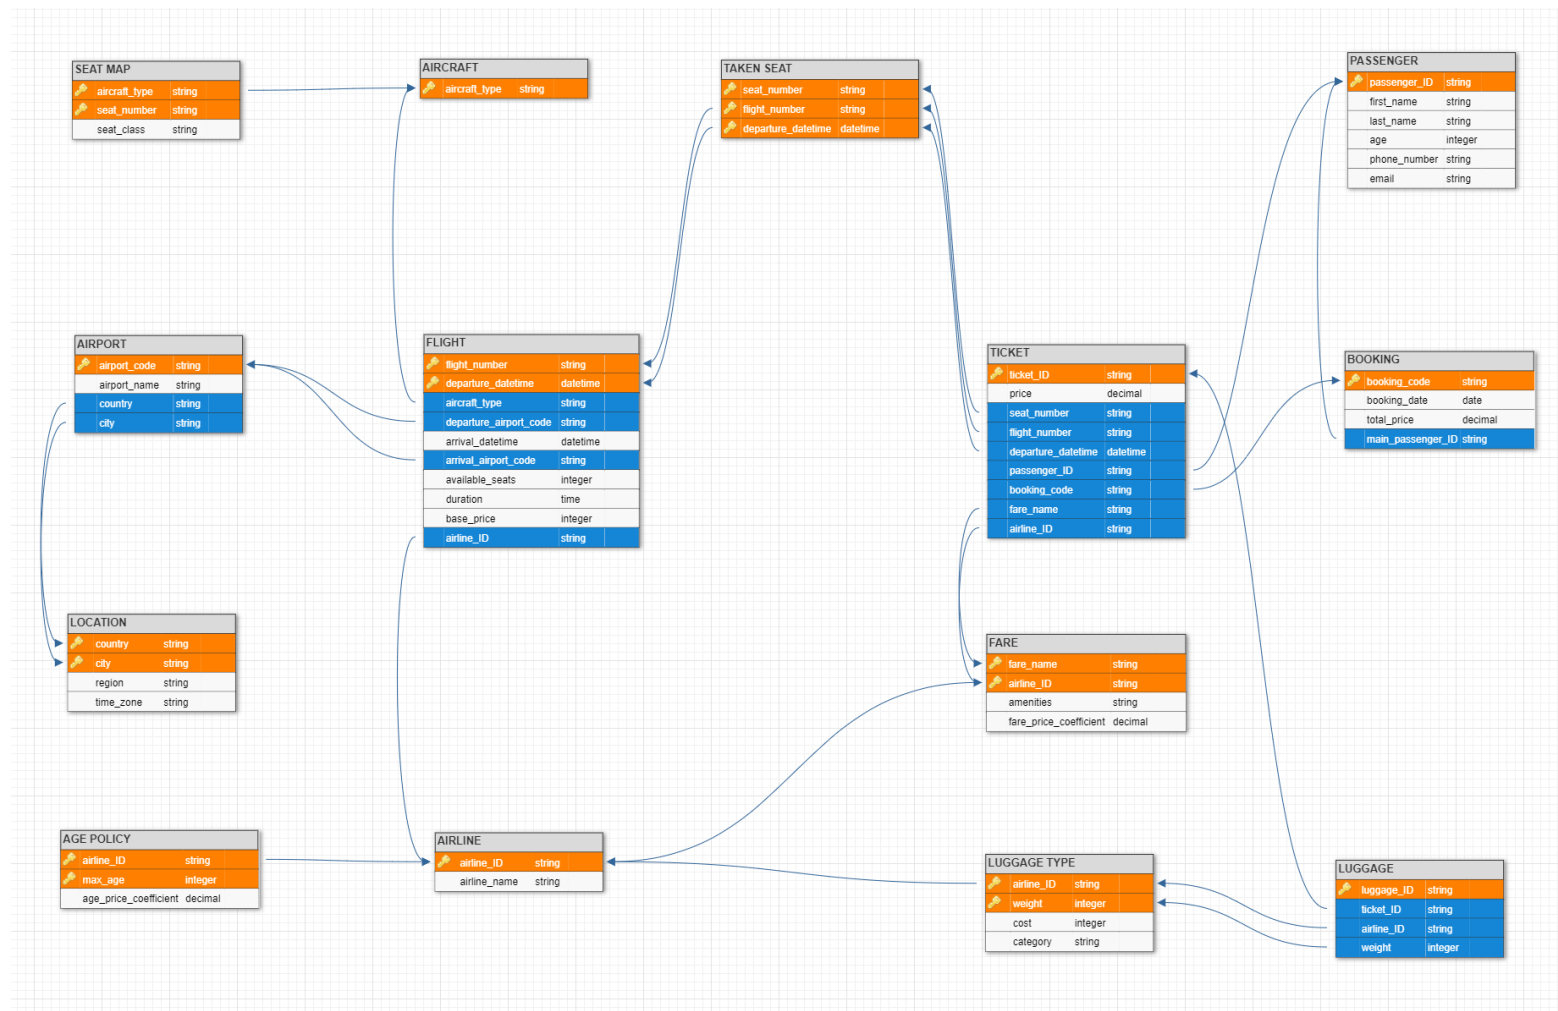 SEAT MAP
aircraft_type string
seat_number string
seat_class string
AIRCRAFT
aircraft_type string
TAKEN SEAT
seat_number string
flight_number string
departure_datetime datetime
PASSENGER
passenger_ID string
first_name string
last_name string
age integer
phone_number string
email string
AIRPORT
airport_code string
airport_name string
country string
city string
FLIGHT
flight_number string
departure_datetime datetime
aircraft_type string
departure_airport_code string
arrival_datetime datetime
arrival_airport_code string
available_seats integer
duration time
base_price integer
airline_ID string
TICKET
ticket_ID string
price decimal
seat_number string
flight_number string
departure_datetime datetime
passenger_ID string
booking_code string
fare_name string
airline_ID string
BOOKING
booking_code string
booking_date date
total_price decimal
main_passenger_ID string
LOCATION
country string
city string
region string
time_zone string
FARE
fare_name string
airline_ID string
amenities string
fare_price_coefficient decimal
AGE POLICY
airline_ID string
max_age integer
age_price_coefficient decimal
AIRLINE
airline_ID string
airline_name string
LUGGAGE TYPE
airline_ID string
weight integer
cost integer
category string
LUGGAGE
luggage_ID string
ticket_ID string
airline_ID string
weight integer